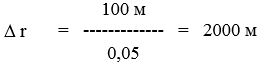 100 м
Δ r = ------------- = 2000 м
0,05